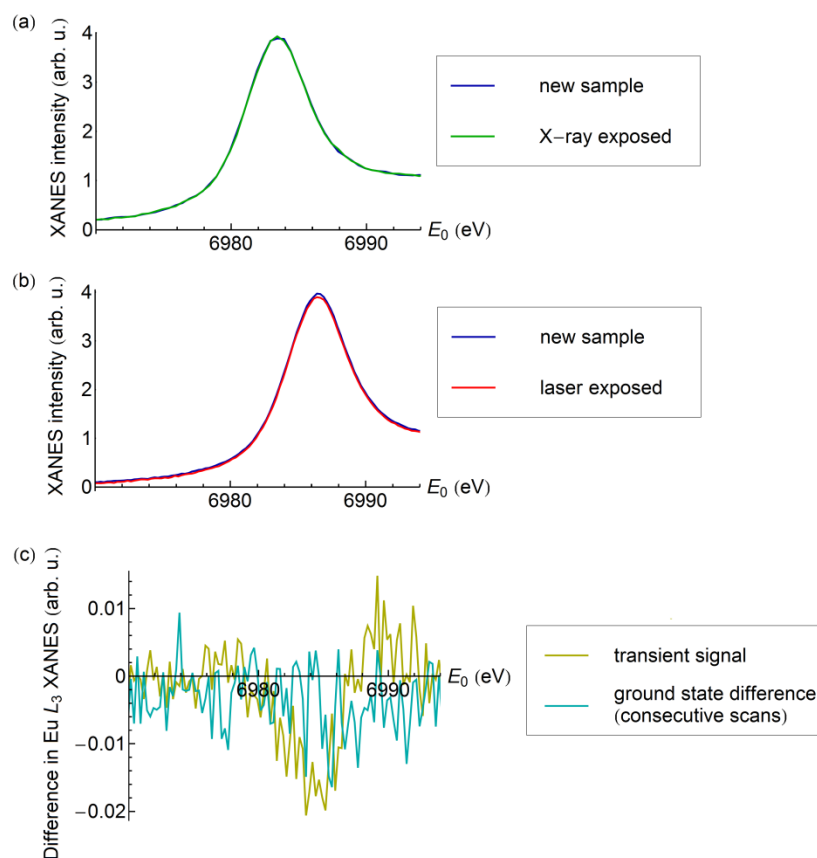 (a)
XANES intensity (arb. u.)
4
3
2
1
0
6980
6990
E₀ (eV)
new sample
X−ray exposed
(b)
XANES intensity (arb. u.)
4
3
2
1
0
6980
6990
E₀ (eV)
new sample
laser exposed
(c)
Difference in Eu L₃ XANES (arb. u.)
0.01
0
−0.01
−0.02
6980
6990
E₀ (eV)
transient signal
ground state difference
(consecutive scans)